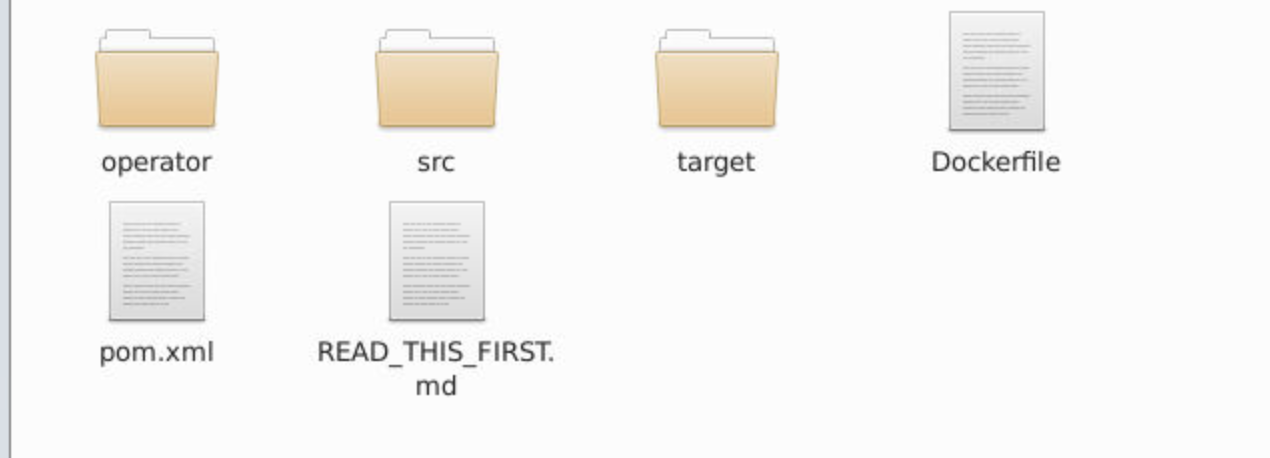 operator
src
target
Dockerfile
pom.xml
READ_THIS_FIRST.
md